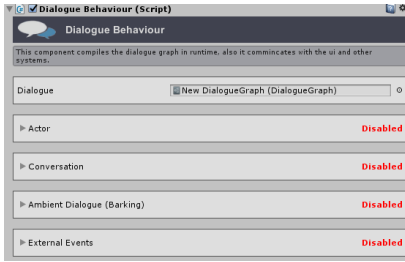 Dialogue Behaviour (Script)
Dialogue Behaviour
This component compiles the dialogue graph in runtime, also it commincates with the ui and other
systems.
Dialogue New DialogueGraph (DialogueGraph)
Actor Disabled
Conversation Disabled
Ambient Dialogue (Barking) Disabled
External Events Disabled